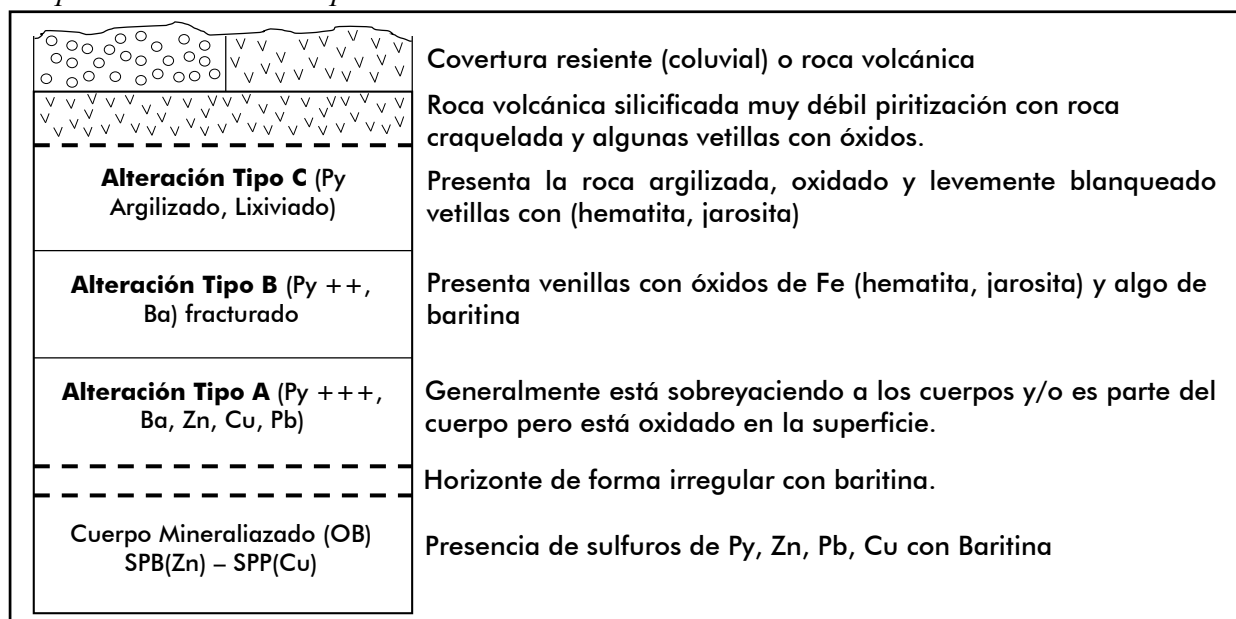 Covertura resiente (coluvial) o roca volcánica
Roca volcánica silicificada muy débil piritización con roca
craquelada y algunas vetillas con óxidos.
Alteración Tipo C (Py
Argilizado, Lixiviado)
Presenta la roca argilizada, oxidado y levemente blanqueado
vetillas con (hematita, jarosita)
Alteración Tipo B (Py ++,
Ba) fracturado
Presenta venillas con óxidos de Fe (hematita, jarosita) y algo de
baritina
Alteración Tipo A (Py +++,
Ba, Zn, Cu, Pb)
Generalmente está sobreyaciendo a los cuerpos y/o es parte del
cuerpo pero está oxidado en la superficie.
Horizonte de forma irregular con baritina.
Cuerpo Mineraliazado (OB)
SPB(Zn) – SPP(Cu)
Presencia de sulfuros de Py, Zn, Pb, Cu con Baritina